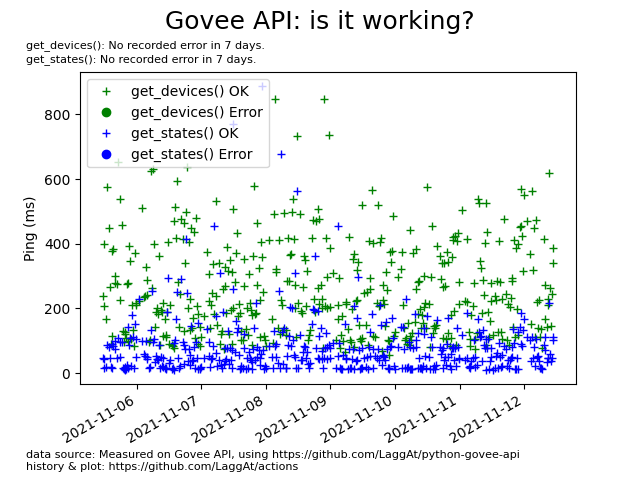 Govee API: is it working?
get_devices(): No recorded error in 7 days.
get_states(): No recorded error in 7 days.
get_devices() OK
get_devices() Error
get_states() OK
get_states() Error
Ping (ms)
800
600
400
200
0
2021-11-06
2021-11-07
2021-11-08
2021-11-09
2021-11-10
2021-11-11
2021-11-12
data source: Measured on Govee API, using https://github.com/LaggAt/python-govee-api
history & plot: https://github.com/LaggAt/actions